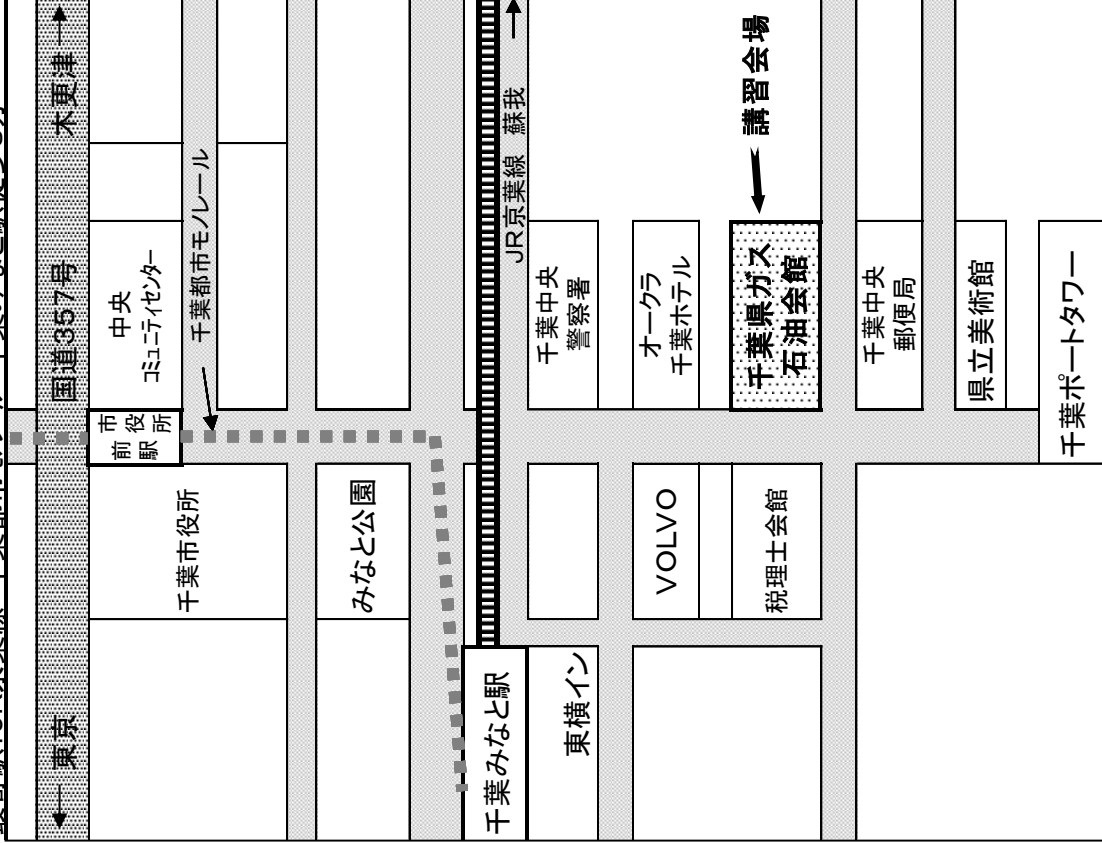 ← 東京
国道357号
木更津 →
市役所前駅
中央
コミュニティセンター
千葉都市モノレール
千葉市役所
みなと公園
JR京葉線 蘇我 →
千葉みなと駅
東横イン
千葉中央
警察署
VOLVO
オークラ
千葉ホテル
税理士会館
千葉県ガス
石油会館
講習会場
千葉中央
郵便局
県立美術館
千葉ポートタワー